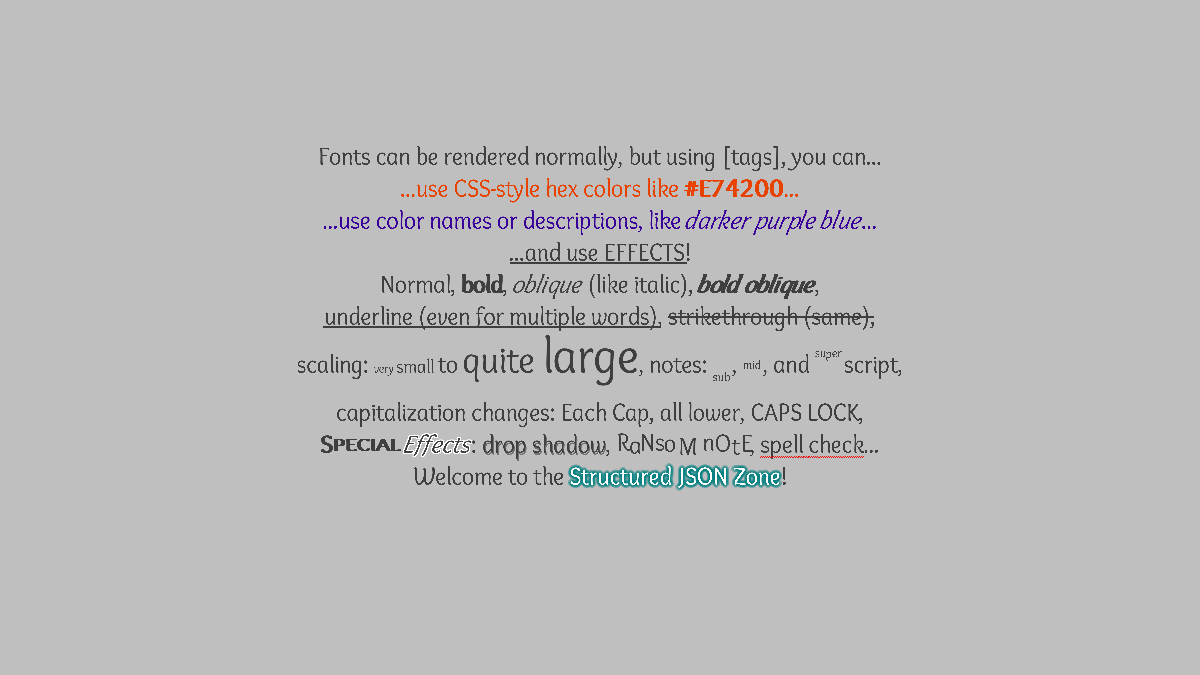 Fonts can be rendered normally, but using [tags], you can...
...use CSS-style hex colors like #E74200...
...use color names or descriptions, like darker purple blue...
...and use EFFECTS!
Normal, bold, oblique (like italic), bold oblique,
underline (even for multiple words), strikethrough (same),
scaling: very small to quite large, notes: sub, mid, and super script,
capitalization changes: Each Cap, all lower, CAPS LOCK,
SPECIAL Effects: drop shadow, RaNsoM nOtE, spell check...
Welcome to the Structured JSON Zone!